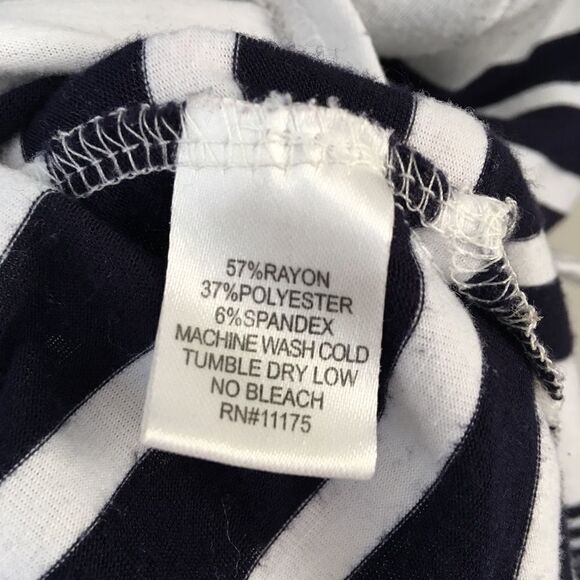 57%RAYON
37%POLYESTER
6%SPANDEX
MACHINE WASH COLD
TUMBLE DRY LOW
NO BLEACH
RN#11175